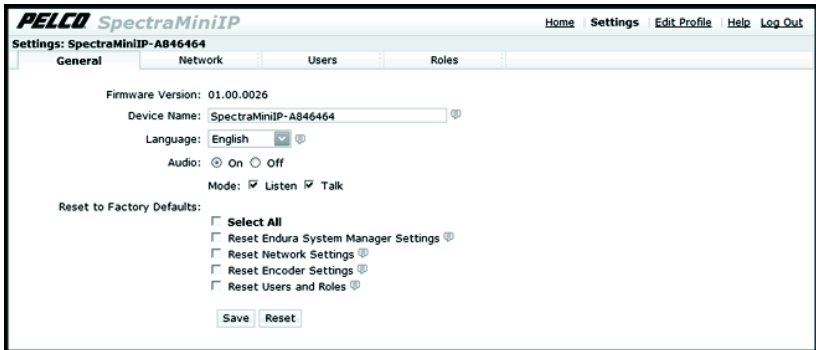 PELCO SpectraMiniIP
Home Settings Edit Profile Help Log Out
Settings: SpectraMiniIP-A846464
General Network Users Roles
Firmware Version: 01.00.0026
Device Name: SpectraMiniIP-A846464
Language: English
Audio: On Off
Mode: Listen Talk
Reset to Factory Defaults:
Select All
Reset Endura System Manager Settings
Reset Network Settings
Reset Encoder Settings
Reset Users and Roles
Save Reset